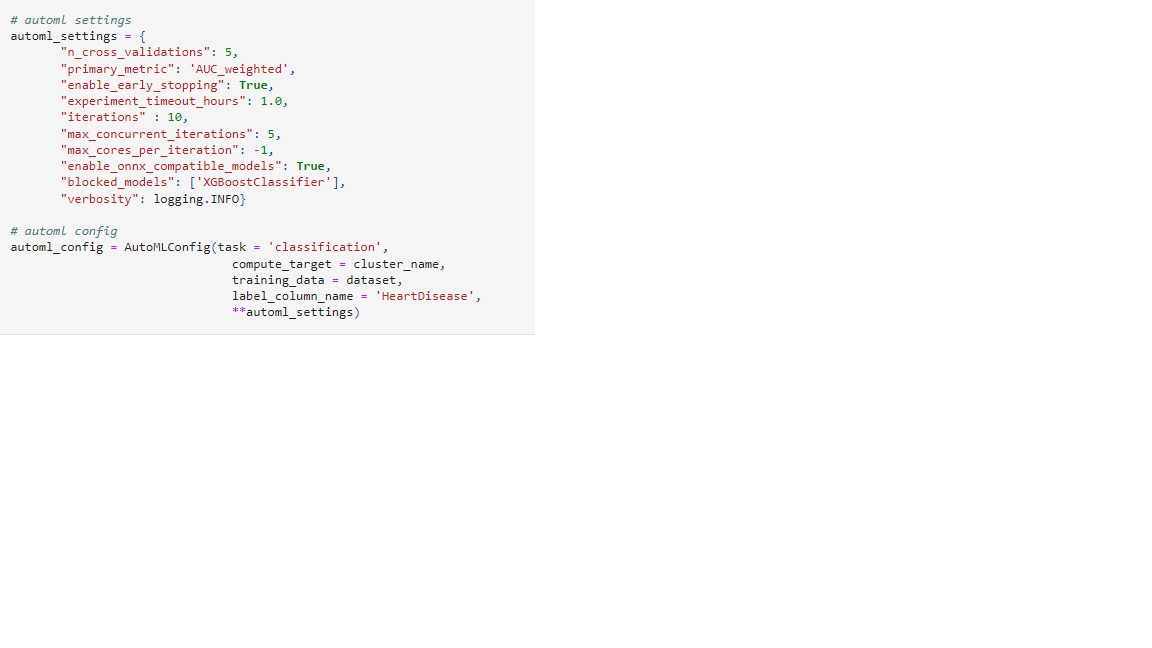 # automl settings
automl_settings = {
       "n_cross_validations": 5,
       "primary_metric": 'AUC_weighted',
       "enable_early_stopping": True,
       "experiment_timeout_hours": 1.0,
       "iterations" : 10,
       "max_concurrent_iterations": 5,
       "max_cores_per_iteration": -1,
       "enable_onnx_compatible_models": True,
       "blocked_models": ['XGBoostClassifier'],
       "verbosity": logging.INFO}

# automl config
automl_config = AutoMLConfig(task = 'classification',
                               compute_target = cluster_name,
                               training_data = dataset,
                               label_column_name = 'HeartDisease',
                               **automl_settings)